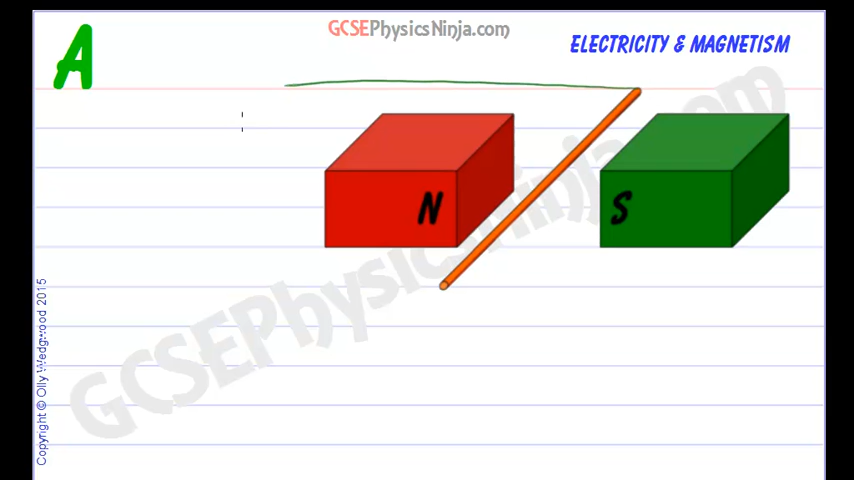 GCSEPhysicsNinja.com
A
ELECTRICITY & MAGNETISM
N
S
GCSEPhysicsNinja.com
Copyright © Olly Wedgwood 2015